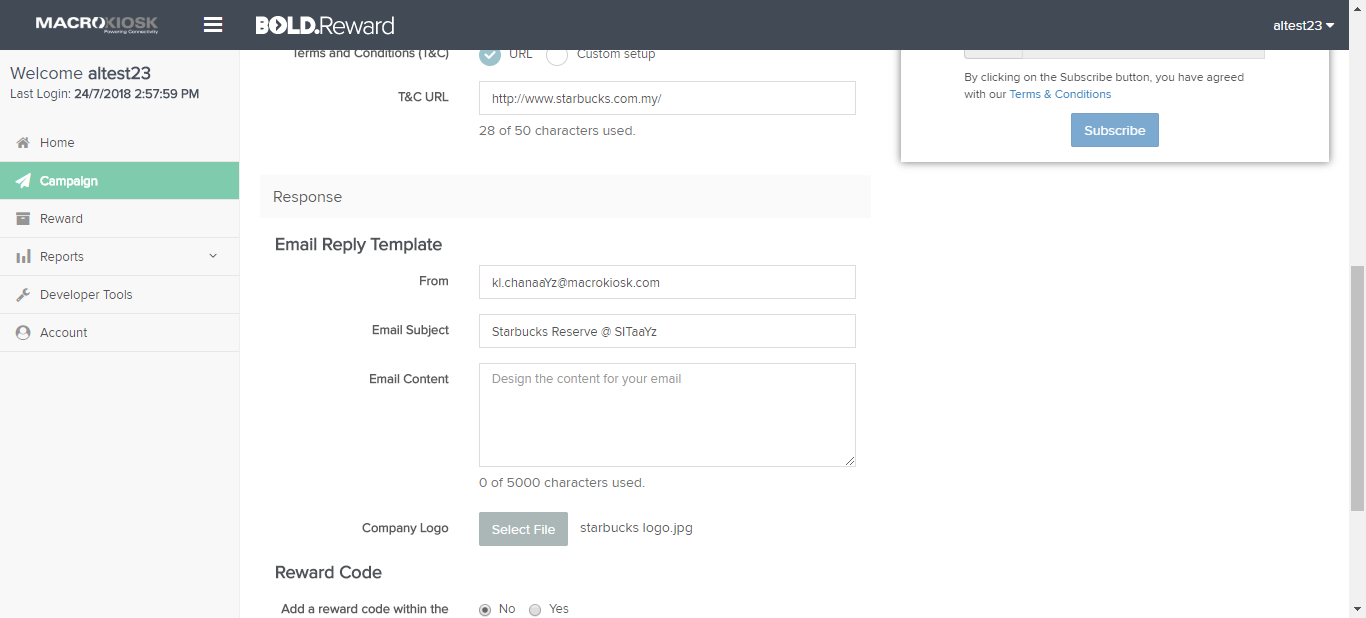 MACROKIOSK
Powering Connectivity
BOLD.Reward
altest23
Welcome altest23
Last Login: 24/7/2018 2:57:59 PM
Home
Campaign
Reward
Reports
Developer Tools
Account
Terms and Conditions (T&C)
URL
Custom setup
T&C URL
http://www.starbucks.com.my/
28 of 50 characters used.
Response
Email Reply Template
From
kl.chanaaYz@macrokiosk.com
Email Subject
Starbucks Reserve @ SITaaYz
Email Content
Design the content for your email
0 of 5000 characters used.
Company Logo
Select File
starbucks logo.jpg
Reward Code
Add a reward code within the
No
Yes
By clicking on the Subscribe button, you have agreed
with our Terms & Conditions
Subscribe